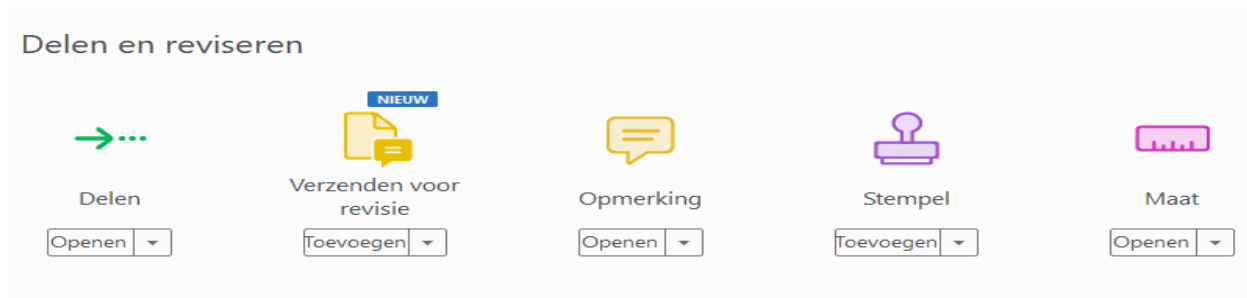 Delen en reviseren
NIEUW
Delen
Verzenden voor
revisie
Opmerking
Stempel
Maat
Openen
Toevoegen
Openen
Toevoegen
Openen